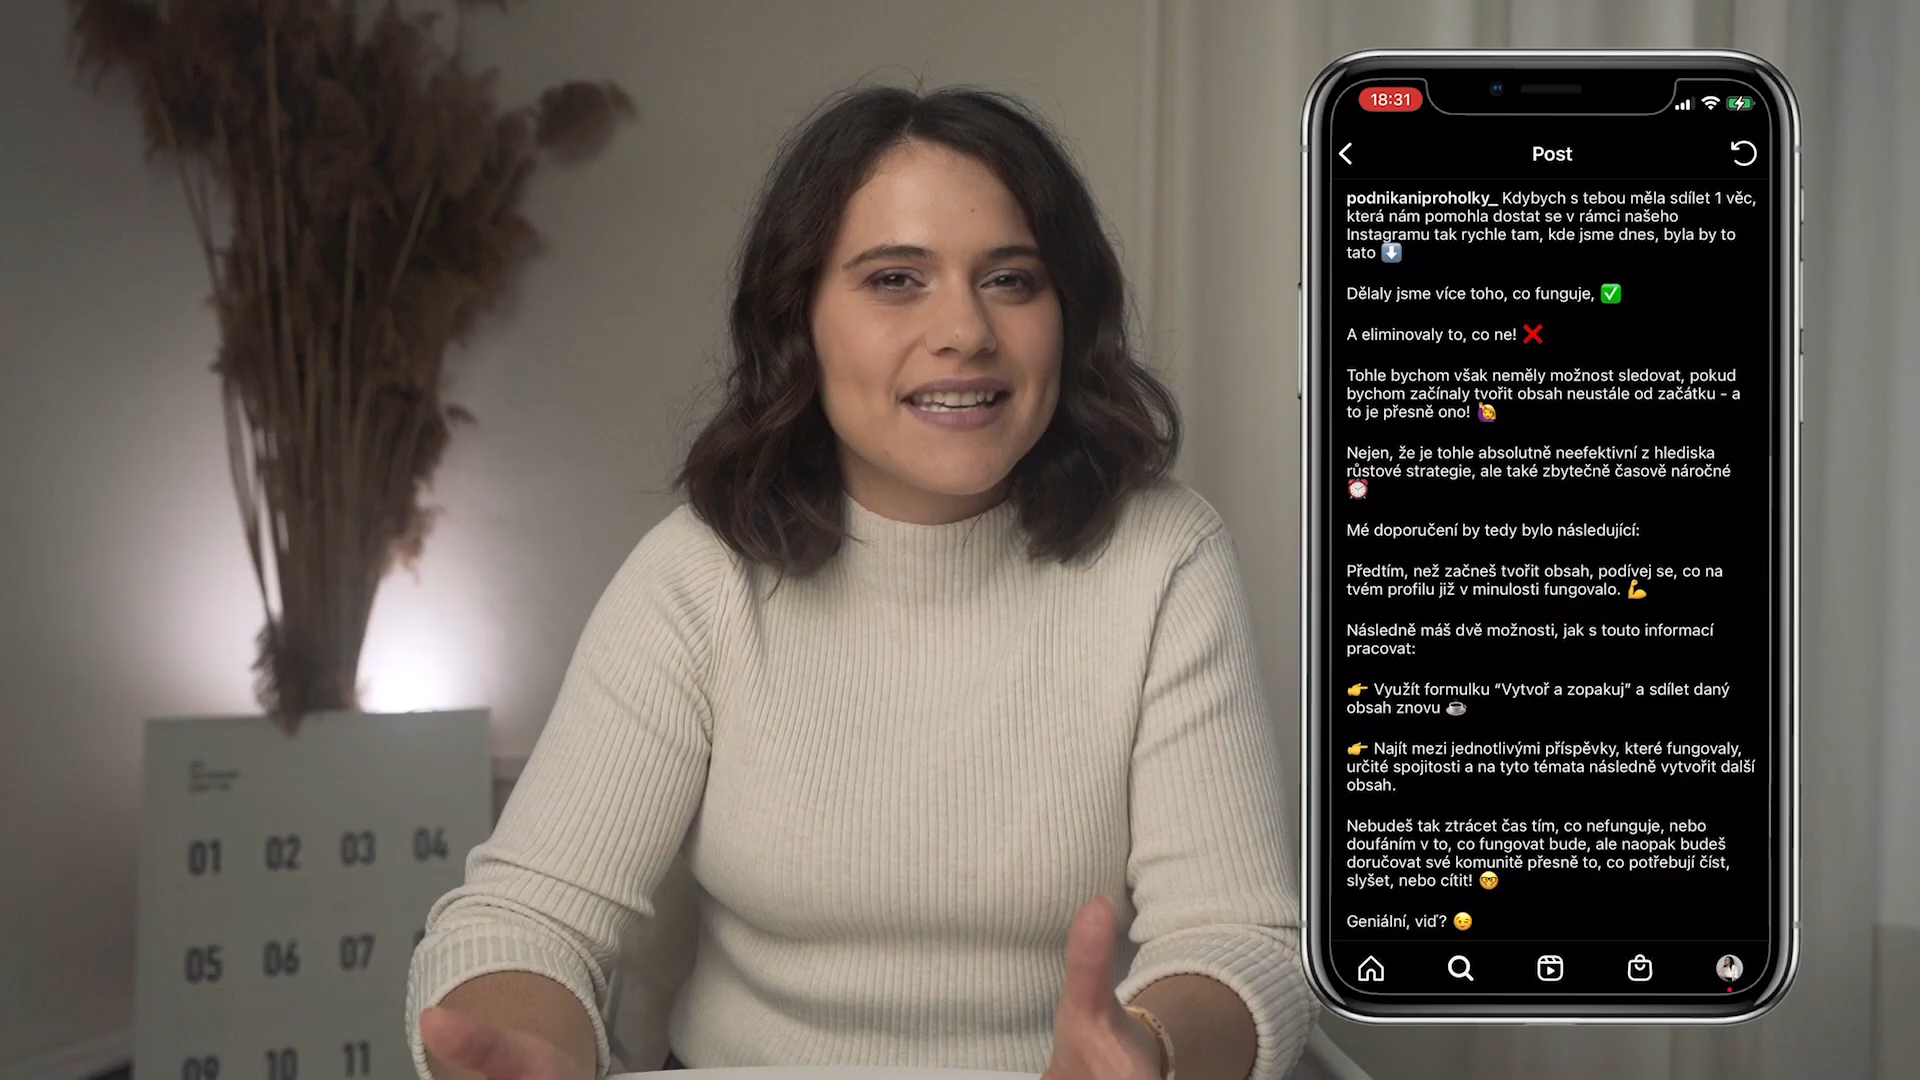 18:31
Post
podnikaniproholky_ Kdybych s tebou měla sdílet 1 věc,
která nám pomohla dostat se v rámci našeho
Instagramu tak rychle tam, kde jsme dnes, byla by to
tato ⬇️
Dělaly jsme více toho, co funguje, ✅
A eliminovaly to, co ne! ❌
Tohle bychom však neměly možnost sledovat, pokud
bychom začínaly tvořit obsah neustále od začátku - a
to je přesně ono! 🙋‍♀️
Nejen, že je tohle absolutně neefektivní z hlediska
růstové strategie, ale také zbytečně časově náročné
⏰
Mé doporučení by tedy bylo následující:
Předtím, než začneš tvořit obsah, podívej se, co na
tvém profilu již v minulosti fungovalo. 💪
Následně máš dvě možnosti, jak s touto informací
pracovat:
👉 Využít formulku "Vytvoř a zopakuj" a sdílet daný
obsah znovu ☕
👉 Najít mezi jednotlivými příspěvky, které fungovaly,
určité spojitosti a na tyto témata následně vytvořit další
obsah.
Nebudeš tak ztrácet čas tím, co nefunguje, nebo
doufáním v to, co fungovat bude, ale naopak budeš
doručovat své komunitě přesně to, co potřebují číst,
slyšet, nebo cítit! 🤓
Geniální, viď? 😉
01 02 03 04
05 06 07
09 10 11